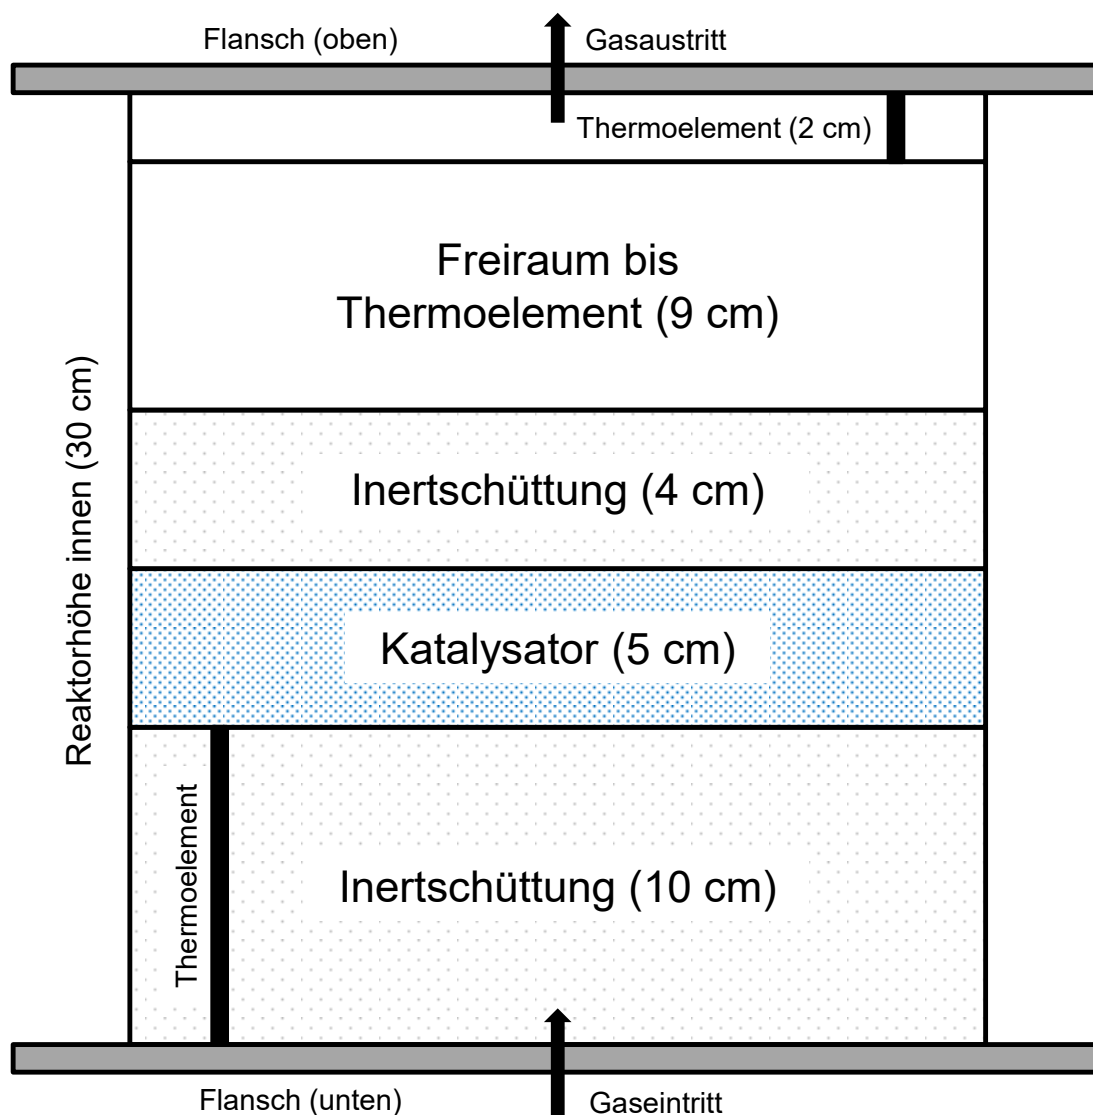 Flansch (oben)
Gasaustritt
Thermoelement (2 cm)
Freiraum bis
Thermoelement (9 cm)
Reaktorhöhe innen (30 cm)
Inertschüttung (4 cm)
Katalysator (5 cm)
Thermoelement
Inertschüttung (10 cm)
Flansch (unten)
Gaseintritt